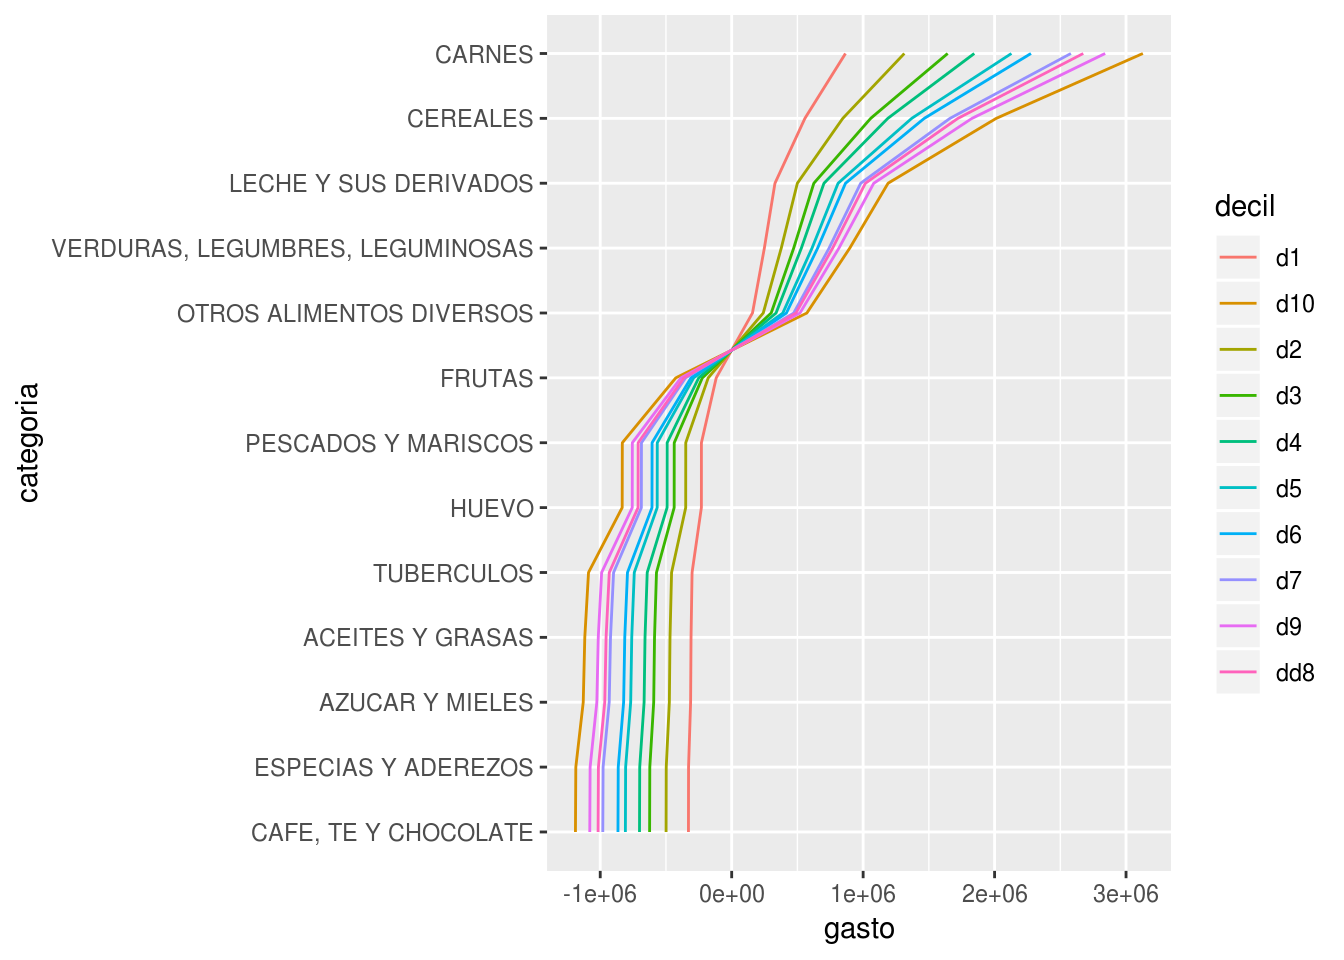 CARNES
CEREALES
LECHE Y SUS DERIVADOS
VERDURAS, LEGUMBRES, LEGUMINOSAS
OTROS ALIMENTOS DIVERSOS
FRUTAS
PESCADOS Y MARISCOS
HUEVO
TUBERCULOS
ACEITES Y GRASAS
AZUCAR Y MIELES
ESPECIAS Y ADEREZOS
CAFE, TE Y CHOCOLATE
categoria
-1e+06 0e+00 1e+06 2e+06 3e+06
gasto
decil
d1
d10
d2
d3
d4
d5
d6
d7
d9
dd8